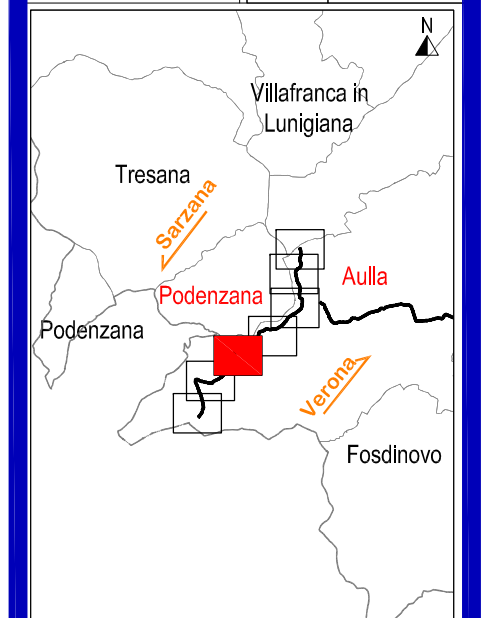 N
Villafranca in
Lunigiana
Tresana
Sarzana
Aulla
Podenzana
Podenzana
Verona
Fosdinovo